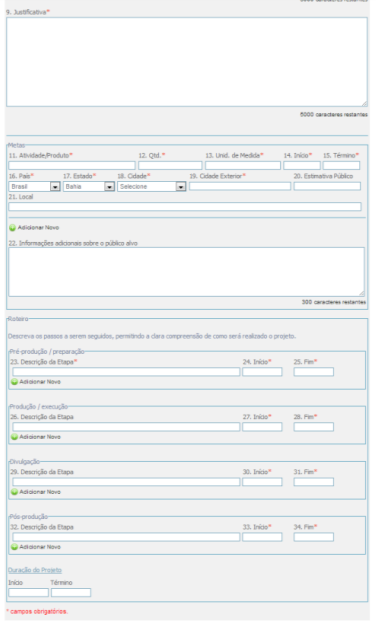 9. Justificativa*
5000 caracteres restantes
Metas
11. Atividade/Produto* 12. Qtd.* 13. Unid. de Medida* 14. Início* 15. Término*
16. País* 17. Estado* 18. Cidade* 19. Cidade Exterior* 20. Estimativa Público
Brasil Bahia Selecione
21. Local
Adicionar Novo
22. Informações adicionais sobre o público alvo
300 caracteres restantes
Roteiro
Descreva os passos a serem seguidos, permitindo a clara compreensão de como será realizado o projeto.
Pré-produção / preparação
23. Descrição da Etapa* 24. Início* 25. Fim*
Adicionar Novo
Produção / execução
26. Descrição da Etapa 27. Início* 28. Fim*
Adicionar Novo
Divulgação
29. Descrição da Etapa 30. Início* 31. Fim*
Adicionar Novo
Pós-produção
32. Descrição da Etapa 33. Início* 34. Fim*
Adicionar Novo
Duração do Projeto
Início Término
* campos obrigatórios.